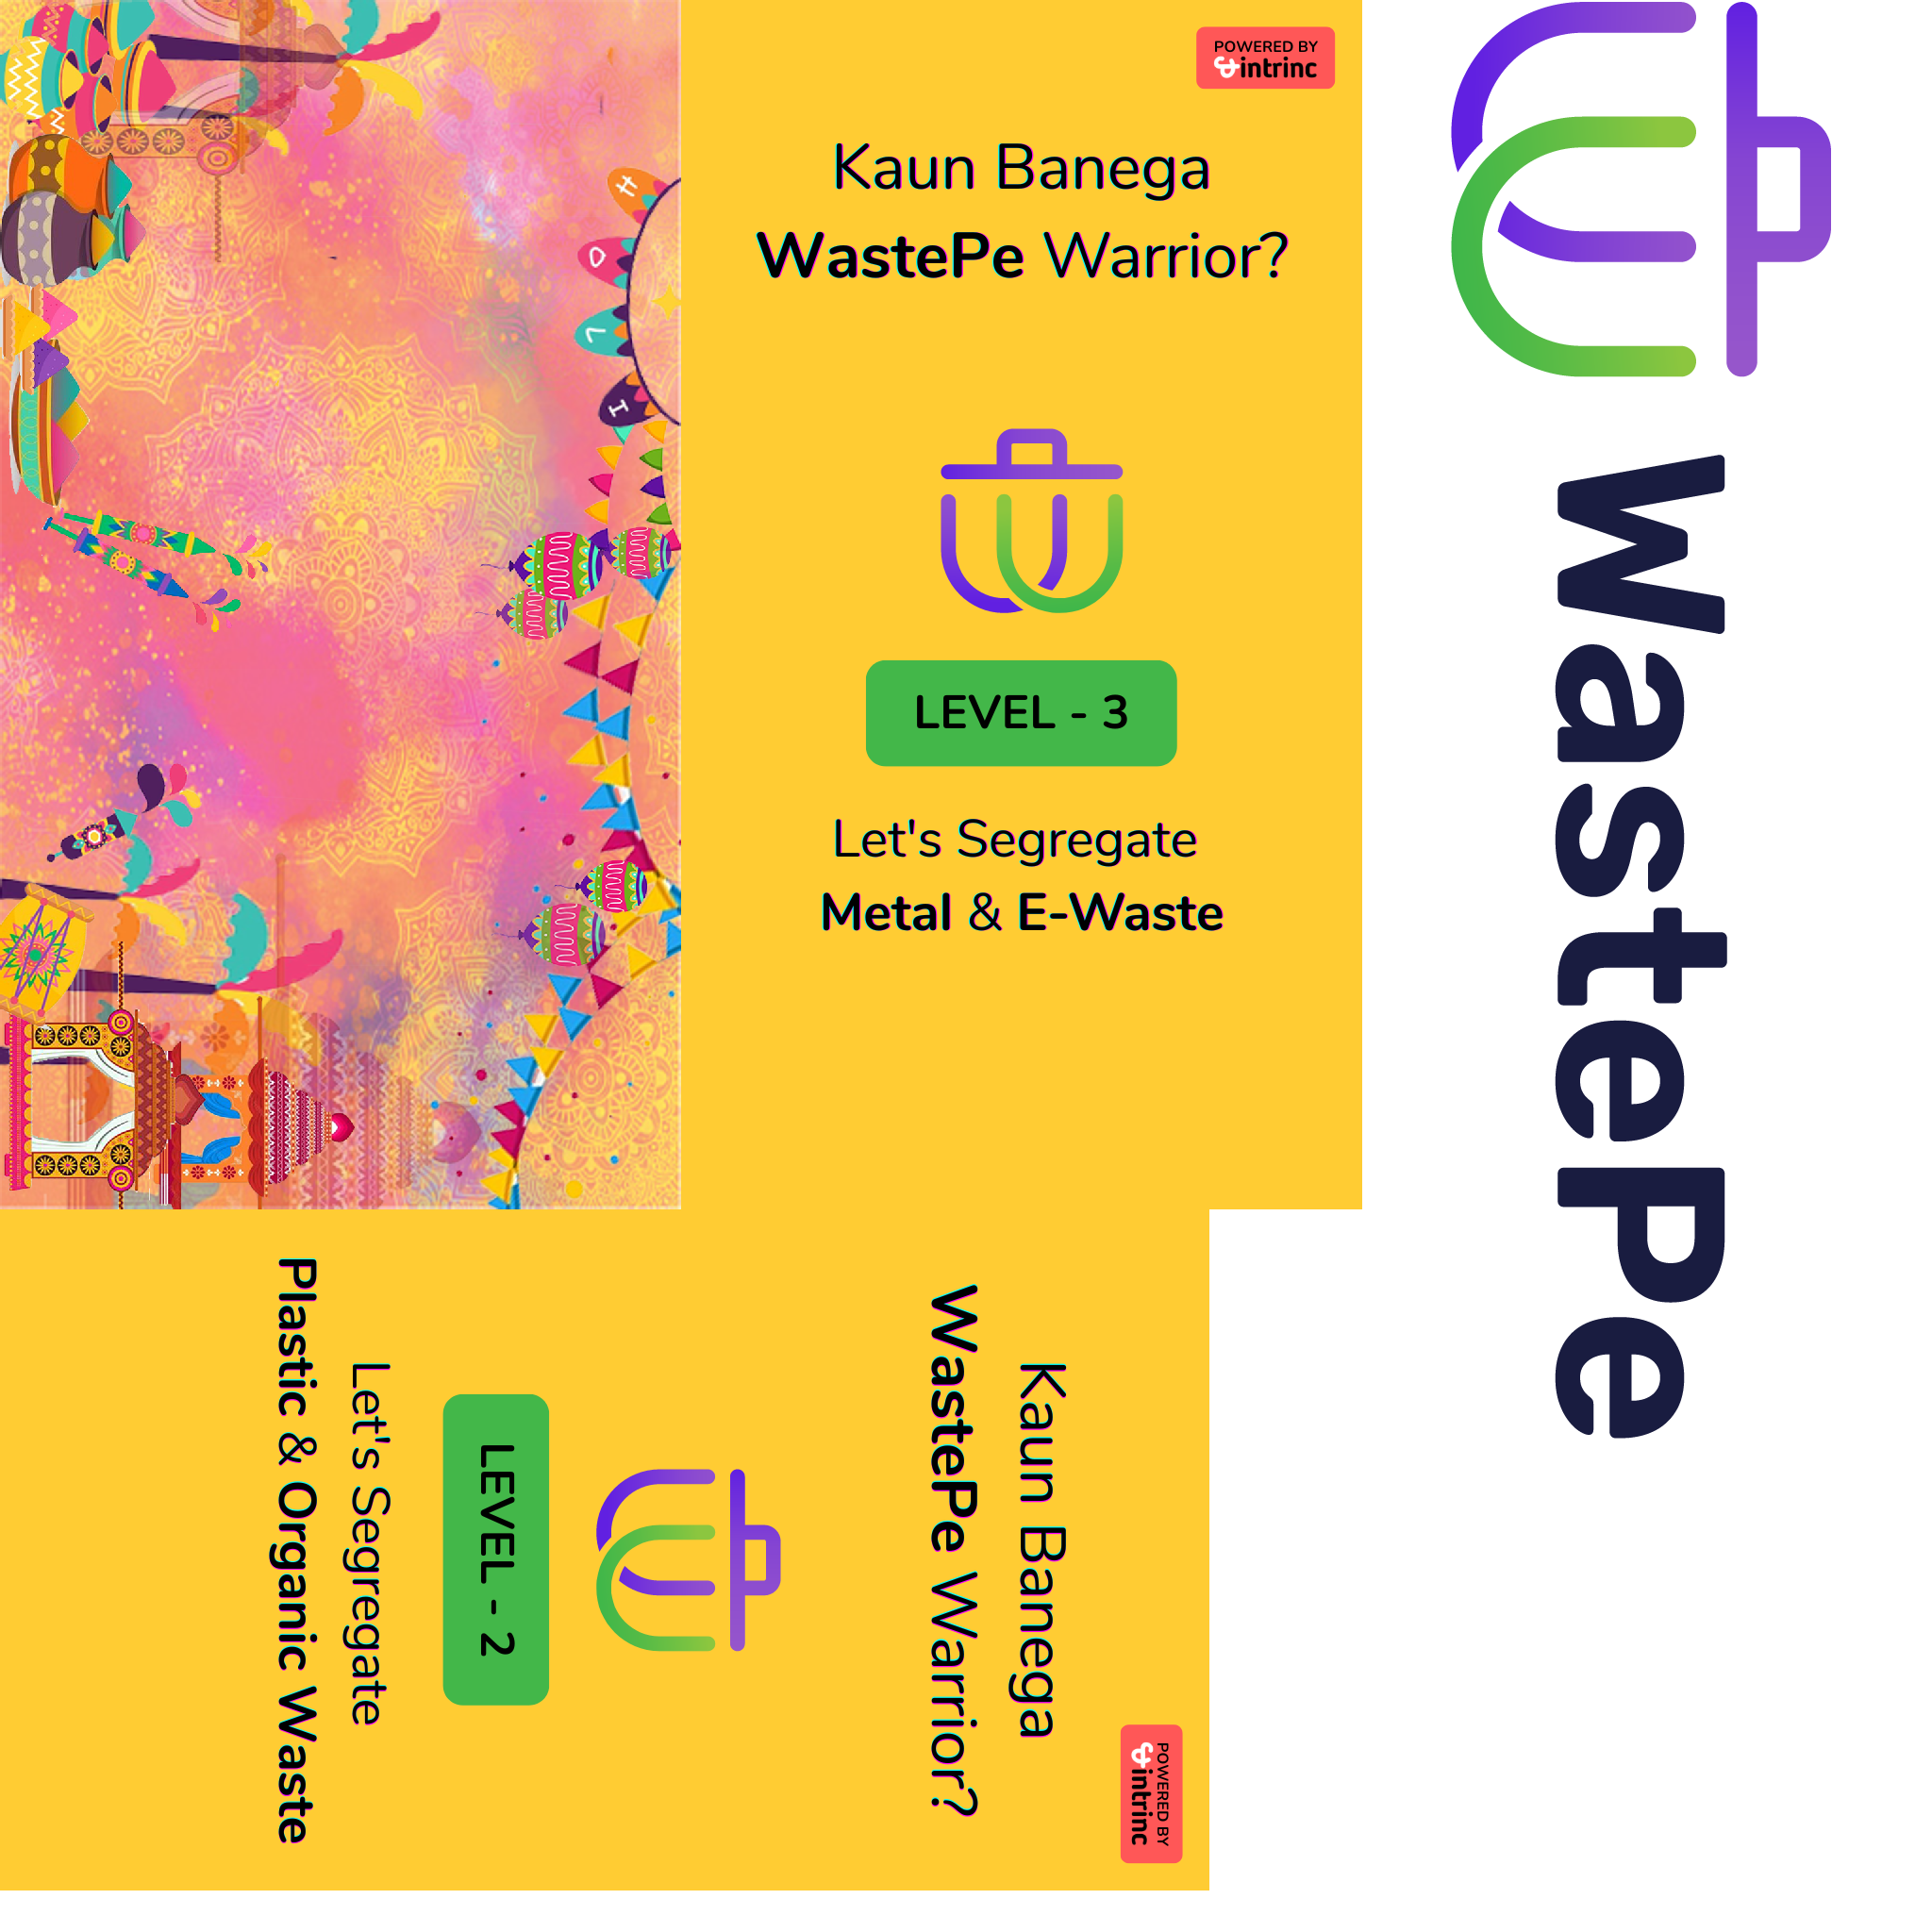 H
O
L
I
POWERED BY
intrinc
Kaun Banega
WastePe Warrior?
LEVEL - 3
Let's Segregate
Metal & E-Waste
WastePe
POWERED BY
intrinc
Kaun Banega
WastePe Warrior?
LEVEL - 2
Let's Segregate
Plastic & Organic Waste